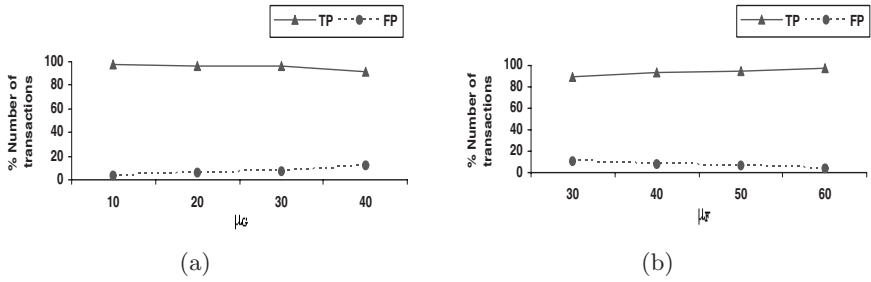 TP FP
% Number of
transactions
100
80
60
40
20
0
10 20 30 40
μG
(a)
TP FP
% Number of
transactions
100
80
60
40
20
0
30 40 50 60
μF
(b)